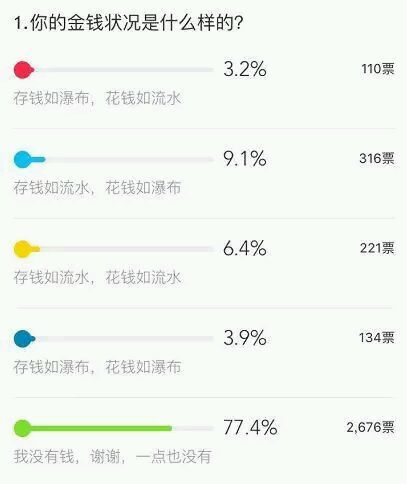 1.你的金钱状况是什么样的?
3.2% 110票
存钱如瀑布，花钱如流水
9.1% 316票
存钱如流水，花钱如瀑布
6.4% 221票
存钱如流水，花钱如流水
3.9% 134票
存钱如瀑布，花钱如瀑布
77.4% 2,676票
我没有钱，谢谢，一点也没有